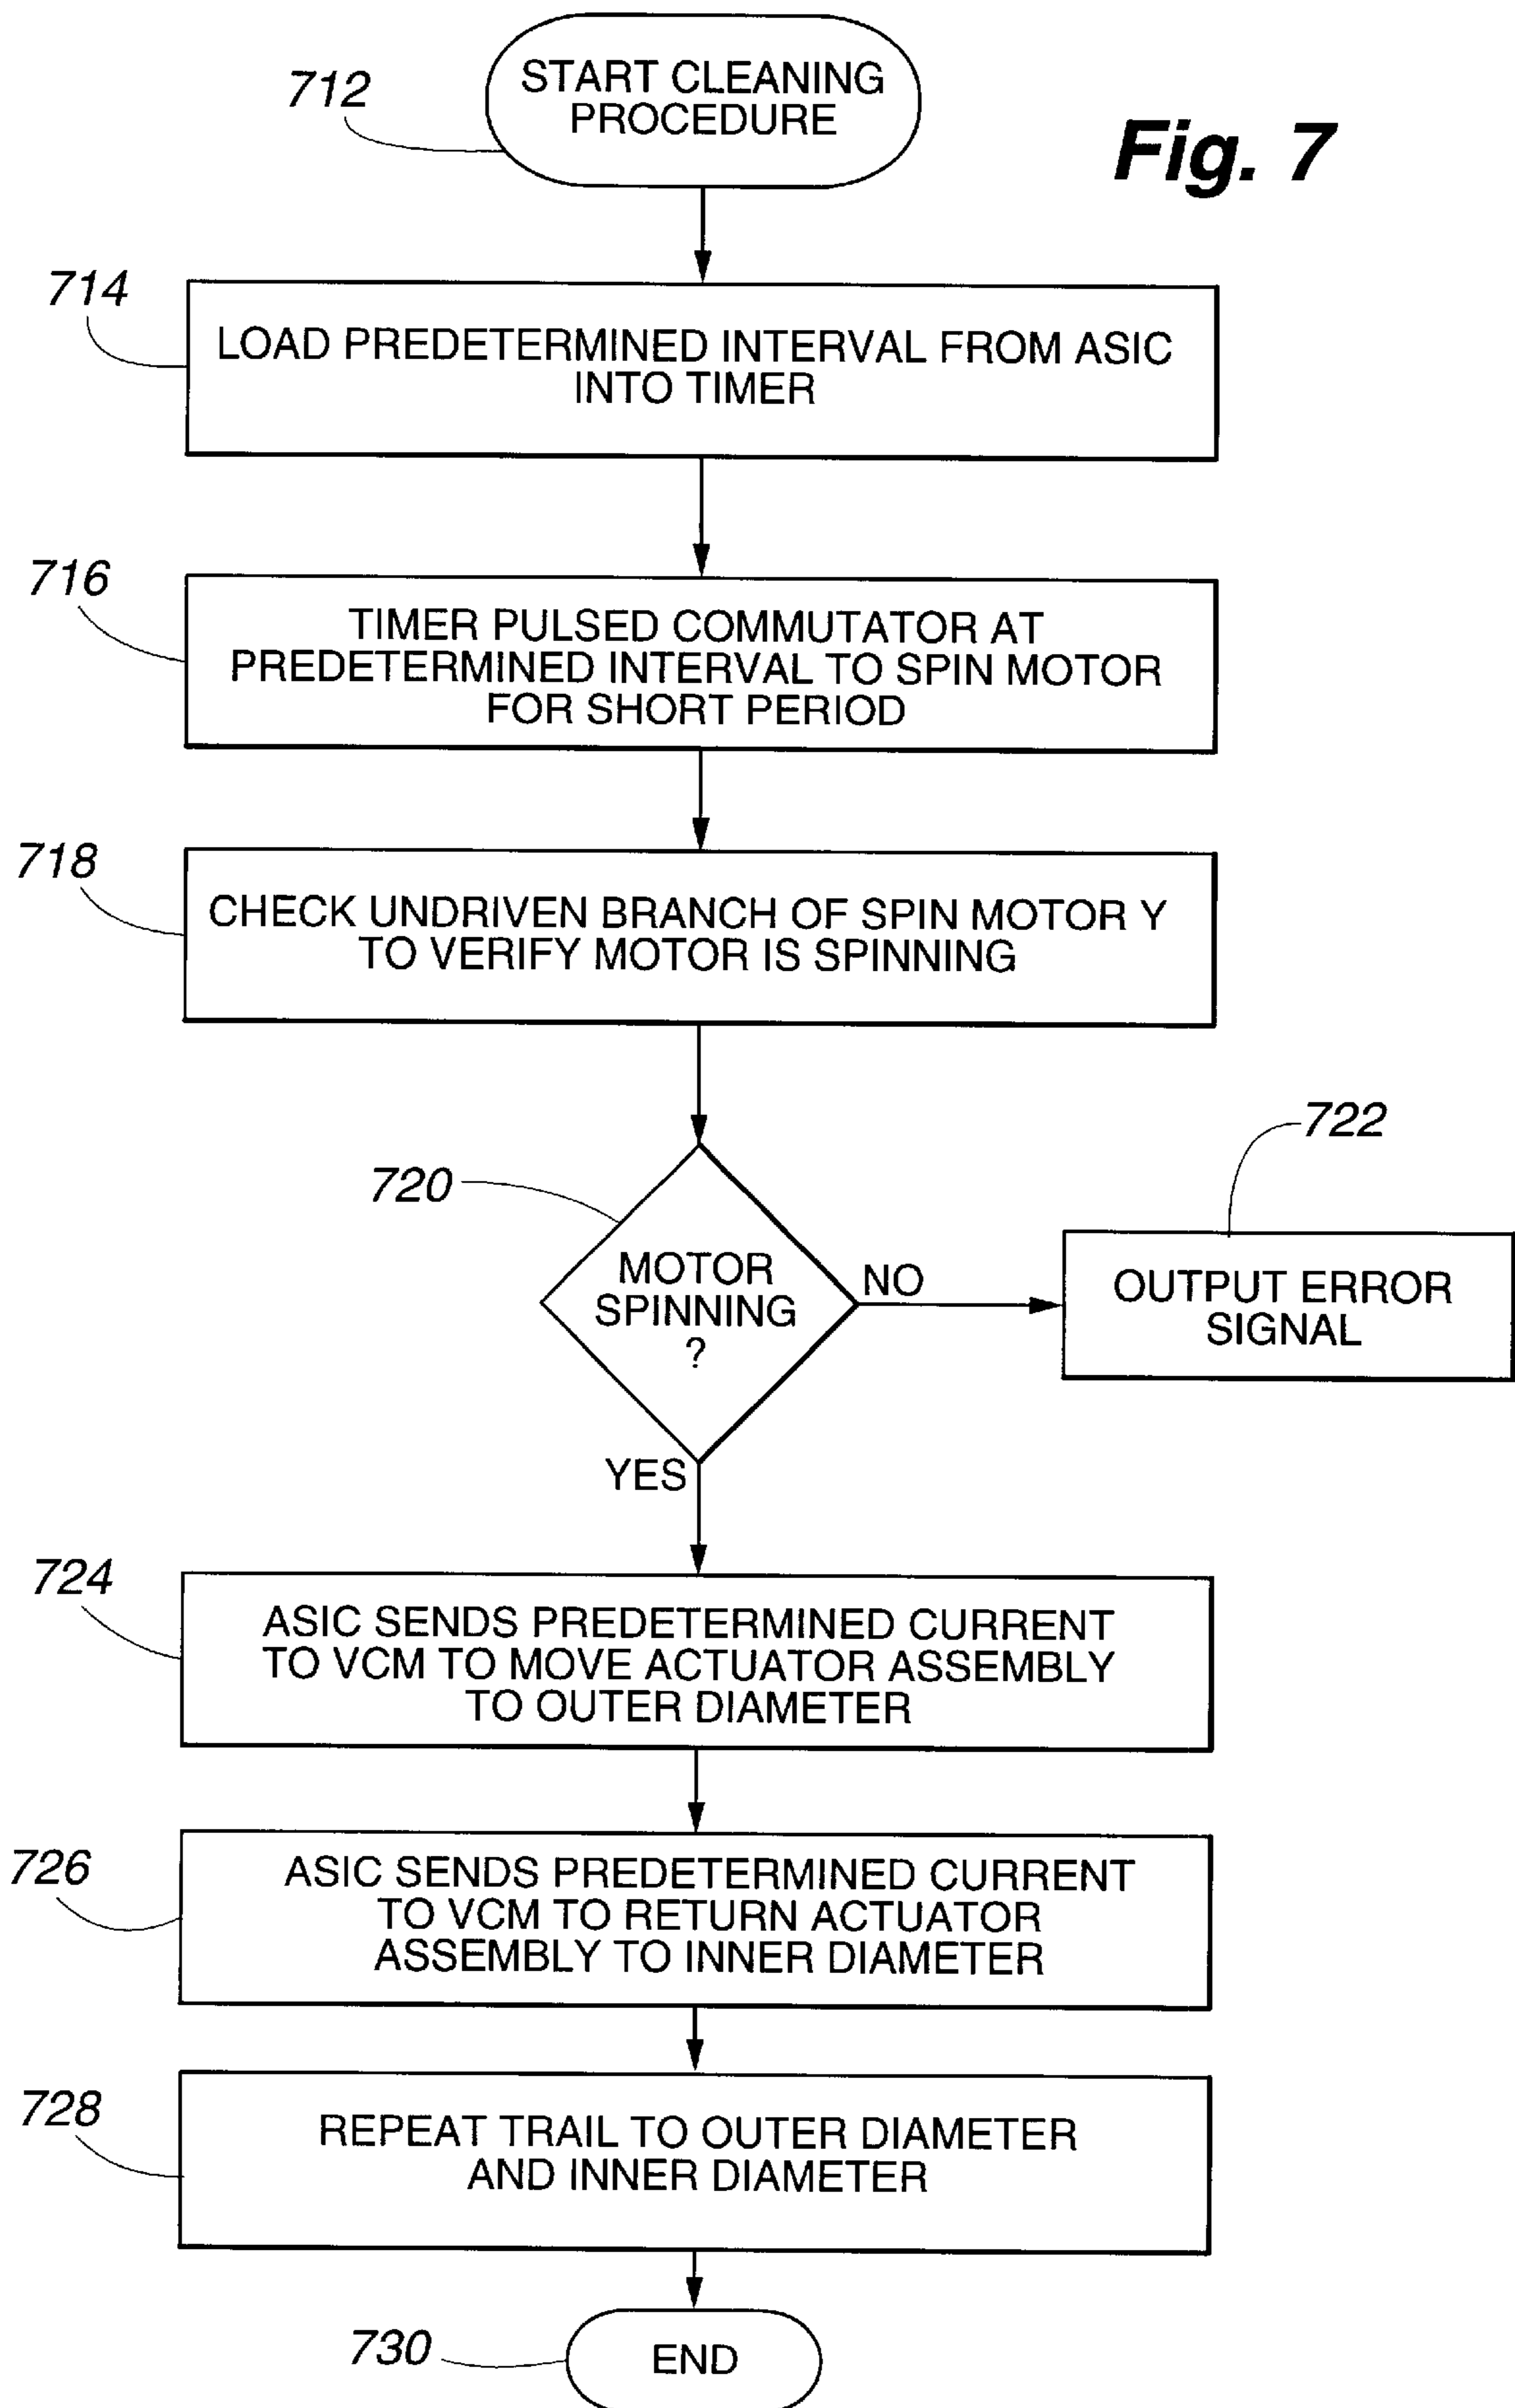 START CLEANING
PROCEDURE
712
Fig. 7
714
LOAD PREDETERMINED INTERVAL FROM ASIC
INTO TIMER
716
TIMER PULSED COMMUTATOR AT
PREDETERMINED INTERVAL TO SPIN MOTOR
FOR SHORT PERIOD
718
CHECK UNDRIVEN BRANCH OF SPIN MOTOR Y
TO VERIFY MOTOR IS SPINNING
720
MOTOR
SPINNING
?
NO
722
OUTPUT ERROR
SIGNAL
YES
724
ASIC SENDS PREDETERMINED CURRENT
TO VCM TO MOVE ACTUATOR ASSEMBLY
TO OUTER DIAMETER
726
ASIC SENDS PREDETERMINED CURRENT
TO VCM TO RETURN ACTUATOR
ASSEMBLY TO INNER DIAMETER
728
REPEAT TRAIL TO OUTER DIAMETER
AND INNER DIAMETER
730
END